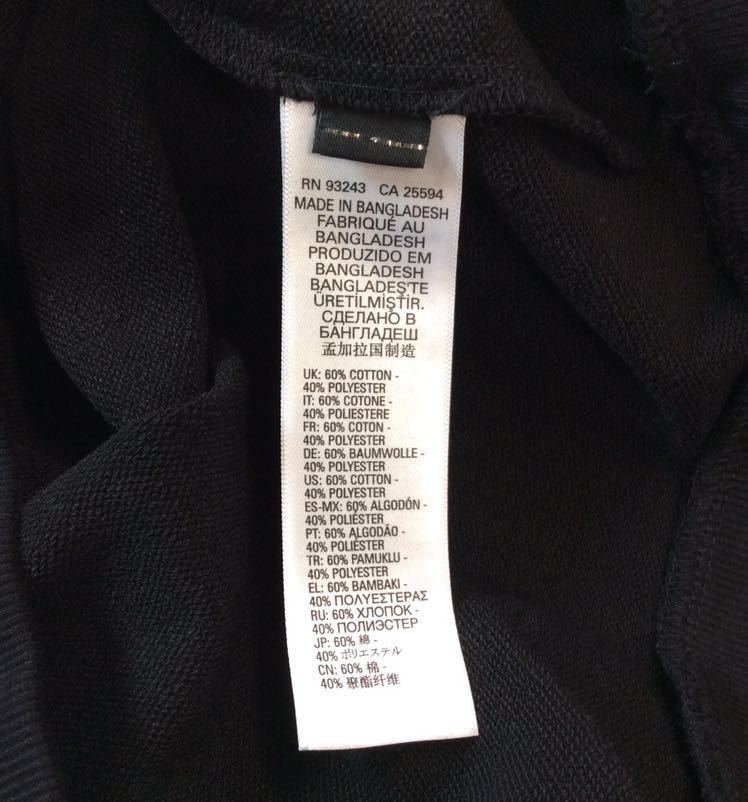 RN 93243 CA 25594
MADE IN BANGLADESH
FABRIQUÉ AU
BANGLADESH
PRODUZIDO EM
BANGLADESH
BANGLADEŞ'TE
ÜRETİLMİŞTİR.
СДЕЛАНО В
БАНГЛАДЕШ
孟加拉国制造
UK: 60% COTTON -
40% POLYESTER
IT: 60% COTONE -
40% POLIESTERE
FR: 60% COTON -
40% POLYESTER
DE: 60% BAUMWOLLE -
40% POLYESTER
US: 60% COTTON -
40% POLYESTER
ES-MX: 60% ALGODÓN -
40% POLIÉSTER
PT: 60% ALGODÃO -
40% POLIÉSTER
TR: 60% PAMUKLU -
40% POLYESTER
EL: 60% ΒΑΜΒΑΚΙ -
40% ΠΟΛΥΕΣΤΕΡΑΣ
RU: 60% ХЛОПОК -
40% ПОЛИЭСТЕР
JP: 60% 綿 -
40% ポリエステル
CN: 60% 棉 -
40% 聚酯纤维